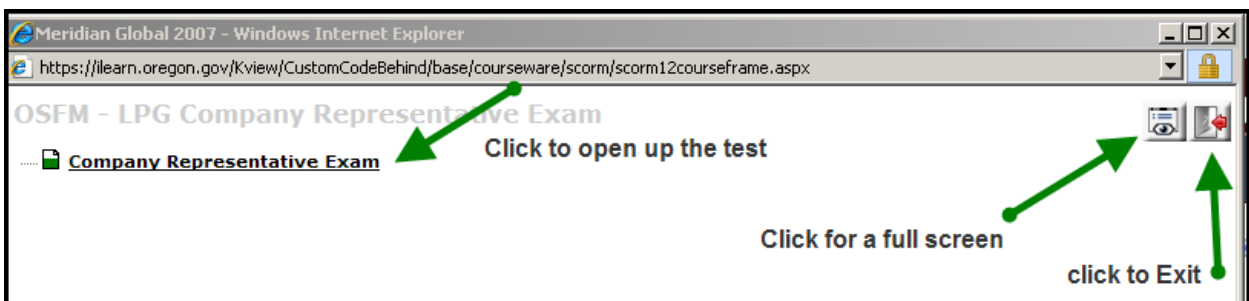 Meridian Global 2007 - Windows Internet Explorer
https://ilearn.oregon.gov/Kview/CustomCodeBehind/base/courseware/scorm/scorm12courseframe.aspx
OSFM - LPG Company Representative Exam
Company Representative Exam
Click to open up the test
Click for a full screen
click to Exit